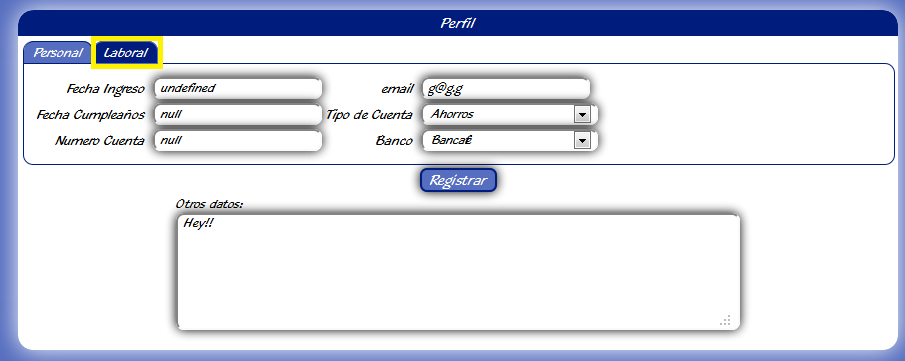 Perfil
Personal Laboral
Fecha Ingreso undefined email g@g.g
Fecha Cumpleaños null Tipo de Cuenta Ahorros
Numero Cuenta null Banco Bancafé
Registrar
Otros datos:
Hey!!